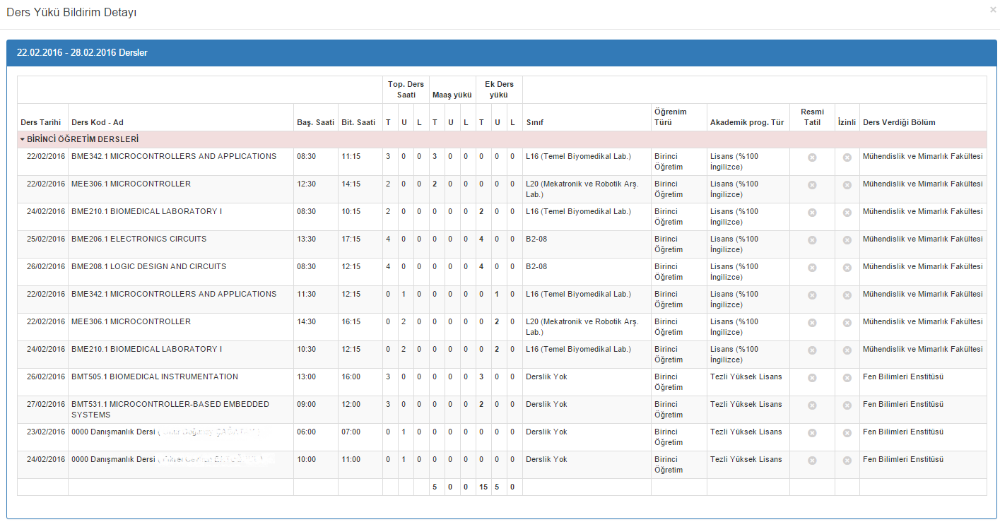 Ders Yükü Bildirim Detayı
×
22.02.2016 - 28.02.2016 Dersler
Top. Ders Saati Maaş yükü Ek Ders yükü
Ders Tarihi Ders Kod - Ad Baş. Saati Bit. Saati T U L T U L T U L Sınıf Öğrenim Türü Akademik prog. Tür Resmi Tatil İzinli Ders Verdiği Bölüm
BİRİNCİ ÖĞRETİM DERSLERİ
22/02/2016 BME342.1 MICROCONTROLLERS AND APPLICATIONS 08:30 11:15 3 0 0 3 0 0 0 0 0 L16 (Temel Biyomedikal Lab.) Birinci Öğretim Lisans (%100 İngilizce) Mühendislik ve Mimarlık Fakültesi
22/02/2016 MEE306.1 MICROCONTROLLER 12:30 14:15 2 0 0 2 0 0 0 0 0 L20 (Mekatronik ve Robotik Arş. Lab.) Birinci Öğretim Lisans (%100 İngilizce) Mühendislik ve Mimarlık Fakültesi
24/02/2016 BME210.1 BIOMEDICAL LABORATORY I 08:30 10:15 2 0 0 0 0 0 2 0 0 L16 (Temel Biyomedikal Lab.) Birinci Öğretim Lisans (%100 İngilizce) Mühendislik ve Mimarlık Fakültesi
25/02/2016 BME206.1 ELECTRONICS CIRCUITS 13:30 17:15 4 0 0 0 0 0 4 0 0 B2-08 Birinci Öğretim Lisans (%100 İngilizce) Mühendislik ve Mimarlık Fakültesi
26/02/2016 BME208.1 LOGIC DESIGN AND CIRCUITS 08:30 12:15 4 0 0 0 0 0 4 0 0 B2-08 Birinci Öğretim Lisans (%100 İngilizce) Mühendislik ve Mimarlık Fakültesi
22/02/2016 BME342.1 MICROCONTROLLERS AND APPLICATIONS 11:30 12:15 0 1 0 0 0 0 0 1 0 L16 (Temel Biyomedikal Lab.) Birinci Öğretim Lisans (%100 İngilizce) Mühendislik ve Mimarlık Fakültesi
22/02/2016 MEE306.1 MICROCONTROLLER 14:30 16:15 0 2 0 0 0 0 0 2 0 L20 (Mekatronik ve Robotik Arş. Lab.) Birinci Öğretim Lisans (%100 İngilizce) Mühendislik ve Mimarlık Fakültesi
24/02/2016 BME210.1 BIOMEDICAL LABORATORY I 10:30 12:15 0 2 0 0 0 0 0 2 0 L16 (Temel Biyomedikal Lab.) Birinci Öğretim Lisans (%100 İngilizce) Mühendislik ve Mimarlık Fakültesi
26/02/2016 BMT505.1 BIOMEDICAL INSTRUMENTATION 13:00 16:00 3 0 0 0 0 0 3 0 0 Derslik Yok Birinci Öğretim Tezli Yüksek Lisans Fen Bilimleri Enstitüsü
27/02/2016 BMT531.1 MICROCONTROLLER-BASED EMBEDDED SYSTEMS 09:00 12:00 3 0 0 0 0 0 2 0 0 Derslik Yok Birinci Öğretim Tezli Yüksek Lisans Fen Bilimleri Enstitüsü
23/02/2016 0000 Danışmanlık Dersi ( 06:00 07:00 0 1 0 0 0 0 0 0 0 Derslik Yok Birinci Öğretim Tezli Yüksek Lisans Fen Bilimleri Enstitüsü
24/02/2016 0000 Danışmanlık Dersi ( 10:00 11:00 0 1 0 0 0 0 0 0 0 Derslik Yok Birinci Öğretim Tezli Yüksek Lisans Fen Bilimleri Enstitüsü
5 0 0 15 5 0